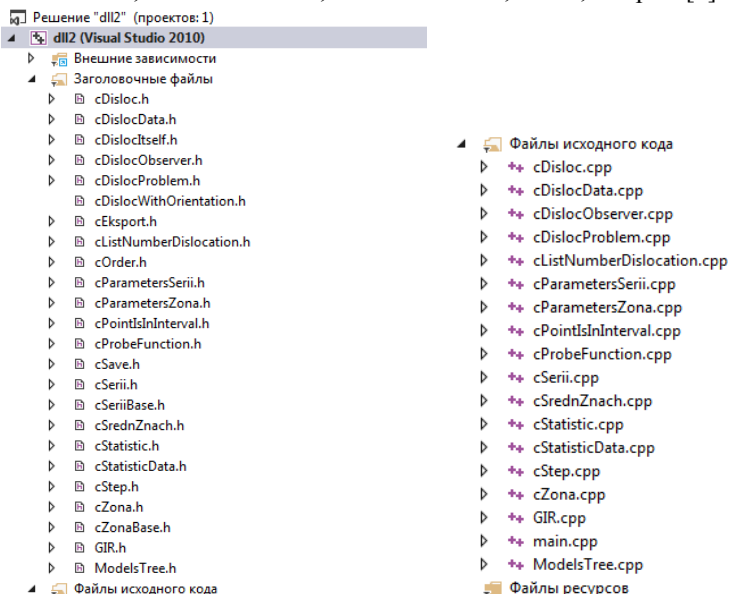 Решение "dll2" (проектов: 1)
dll2 (Visual Studio 2010)
Внешние зависимости
Заголовочные файлы
cDisloc.h
cDislocData.h
cDislocItself.h
cDislocObserver.h
cDislocProblem.h
cDislocWithOrientation.h
cEksport.h
cListNumberDislocation.h
cOrder.h
cParametersSerii.h
cParametersZona.h
cPointIsInInterval.h
cProbeFunction.h
cSave.h
cSerii.h
cSeriiBase.h
cSrednZnach.h
cStatistic.h
cStatisticData.h
cStep.h
cZona.h
cZonaBase.h
GIR.h
ModelsTree.h
Файлы исходного кода
Файлы исходного кода
cDisloc.cpp
cDislocData.cpp
cDislocObserver.cpp
cDislocProblem.cpp
cListNumberDislocation.cpp
cParametersSerii.cpp
cParametersZona.cpp
cPointIsInInterval.cpp
cProbeFunction.cpp
cSerii.cpp
cSrednZnach.cpp
cStatistic.cpp
cStatisticData.cpp
cStep.cpp
cZona.cpp
GIR.cpp
main.cpp
ModelsTree.cpp
Файлы ресурсов